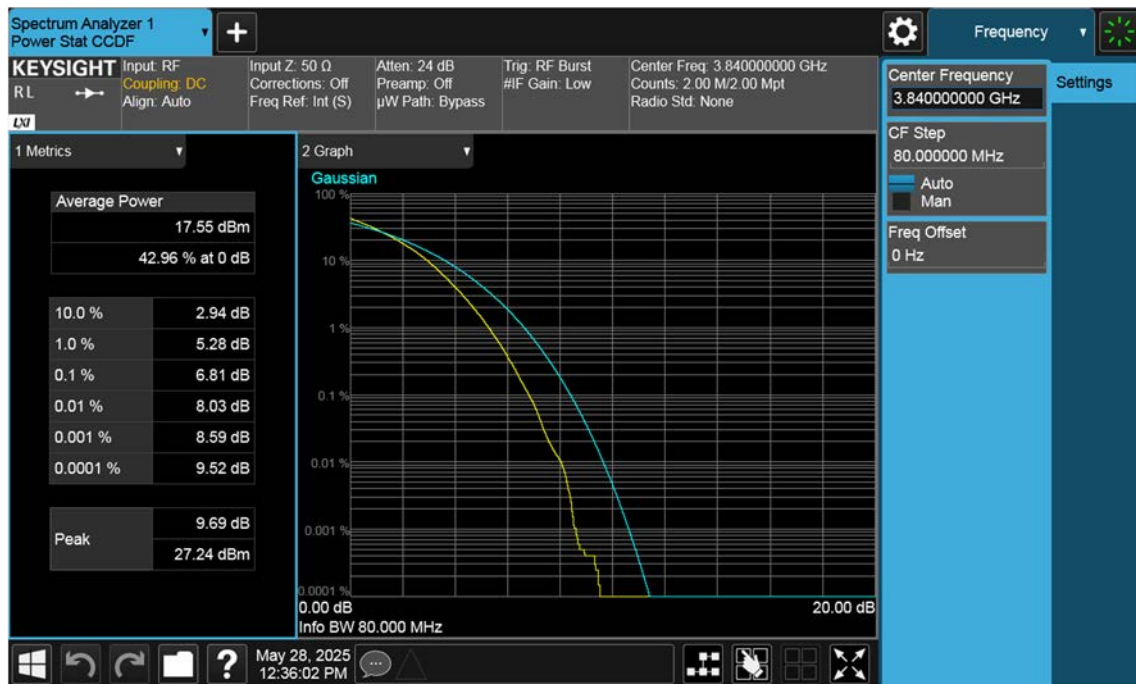 Spectrum Analyzer 1
Power Stat CCDF
Frequency
KEYSIGHT
RL
LXI
Input: RF
Coupling: DC
Align: Auto
Input Z: 50 Ω
Corrections: Off
Freq Ref: Int (S)
Atten: 24 dB
Preamp: Off
µW Path: Bypass
Trig: RF Burst
#IF Gain: Low
Center Freq: 3.840000000 GHz
Counts: 2.00 M/2.00 Mpt
Radio Std: None
Center Frequency
3.840000000 GHz
Settings
CF Step
80.000000 MHz
Auto
Man
Freq Offset
0 Hz
1 Metrics
Average Power
17.55 dBm
42.96 % at 0 dB
10.0 % 2.94 dB
1.0 % 5.28 dB
0.1 % 6.81 dB
0.01 % 8.03 dB
0.001 % 8.59 dB
0.0001 % 9.52 dB
Peak
9.69 dB
27.24 dBm
2 Graph
Gaussian
100 %
10 %
1 %
0.1 %
0.01 %
0.001 %
0.0001 %
0.00 dB 20.00 dB
Info BW 80.000 MHz
?
May 28, 2025
12:36:02 PM